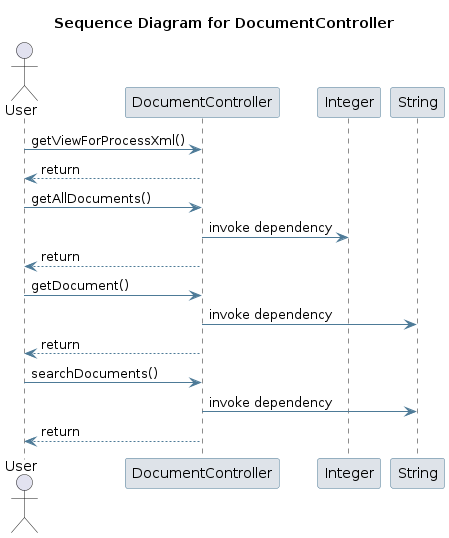 Sequence Diagram for DocumentController
User
DocumentController
Integer
String
getViewForProcessXml()
return
getAllDocuments()
invoke dependency
return
getDocument()
invoke dependency
return
searchDocuments()
invoke dependency
return
User
DocumentController
Integer
String